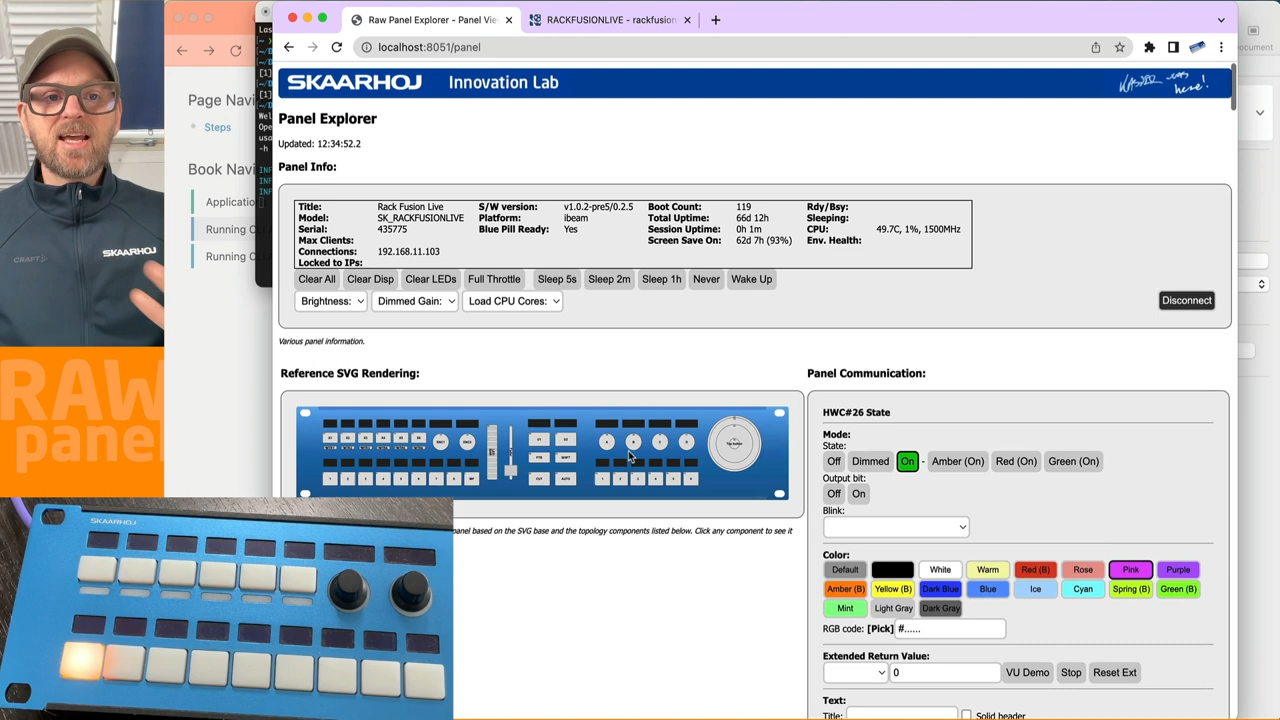 Raw Panel Explorer - Panel Vie
RACKFUSIONLIVE - rackfusion
localhost:8051/panel
SKAARHOJ Innovation Lab
Panel Explorer
Updated: 12:34:52.2
Panel Info:
Title: Rack Fusion Live S/W version: v1.0.2-pre5/0.2.5 Boot Count: 119 Rdy/Bsy:
Model: SK_RACKFUSIONLIVE Platform: ibeam Total Uptime: 66d 12h Sleeping:
Serial: 435775 Blue Pill Ready: Yes Session Uptime: 0h 1m CPU: 49.7C, 1%, 1500MHz
Max Clients: Screen Save On: 62d 7h (93%) Env. Health:
Connections: 192.168.11.103
Locked to IPs:
Clear All Clear Disp Clear LEDs Full Throttle Sleep 5s Sleep 2m Sleep 1h Never Wake Up
Brightness: Dimmed Gain: Load CPU Cores: Disconnect
Various panel information.
Reference SVG Rendering:
panel based on the SVG base and the topology components listed below. Click any component to see it
Panel Communication:
HWC#26 State
Mode:
State:
Off Dimmed On - Amber (On) Red (On) Green (On)
Output bit:
Off On
Blink:
Color:
Default White Warm Red (B) Rose Pink Purple
Amber (B) Yellow (B) Dark Blue Blue Ice Cyan Spring (B) Green (B)
Mint Light Gray Dark Gray
RGB code: [Pick] #......
Extended Return Value:
0 VU Demo Stop Reset Ext
Text:
Title: Solid header
Page Navi
Steps
Book Navi
Applicatio
Running O
Running O
Las
Wel
Ope
usa
-h
INF
INF
INF
ocument
SKAARHOJ
CRAFT
RAW
panel
SKAARHOJ